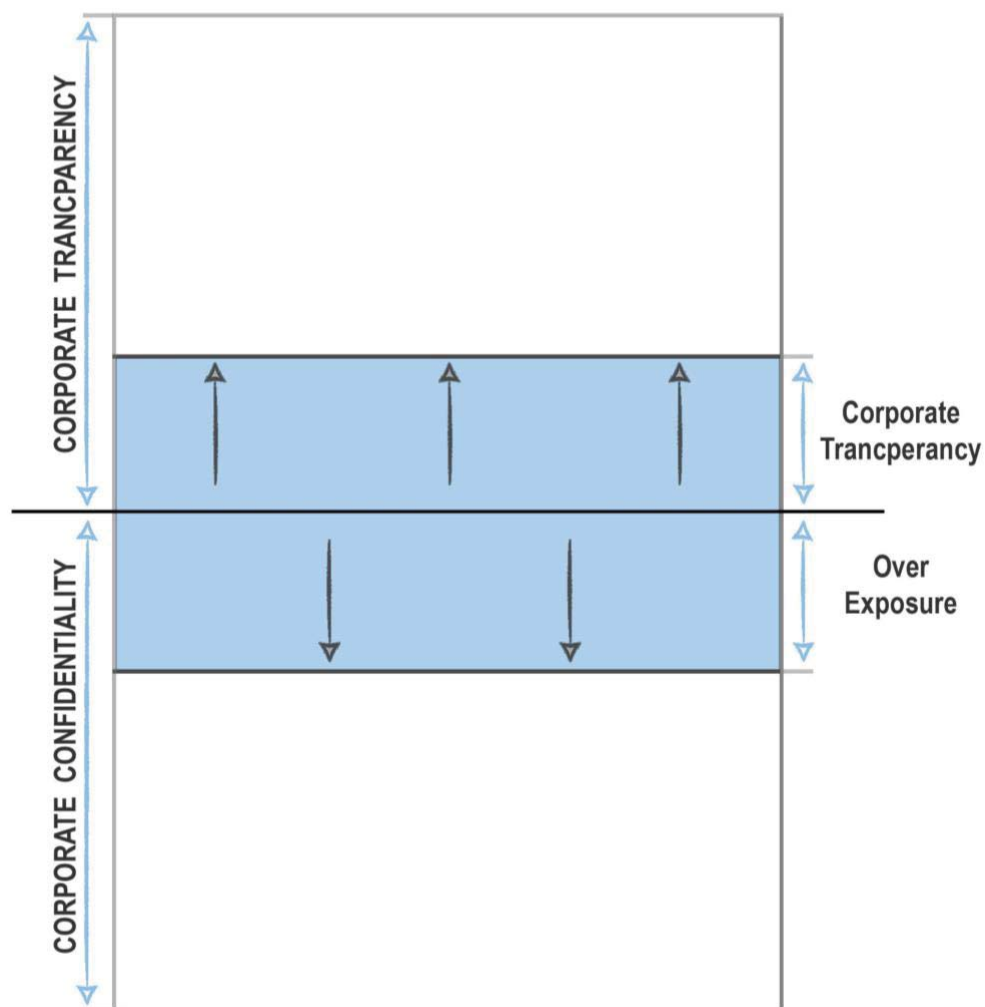 CORPORATE TRANCPARENCY
Corporate
Trancperancy
Over
Exposure
CORPORATE CONFIDENTIALITY